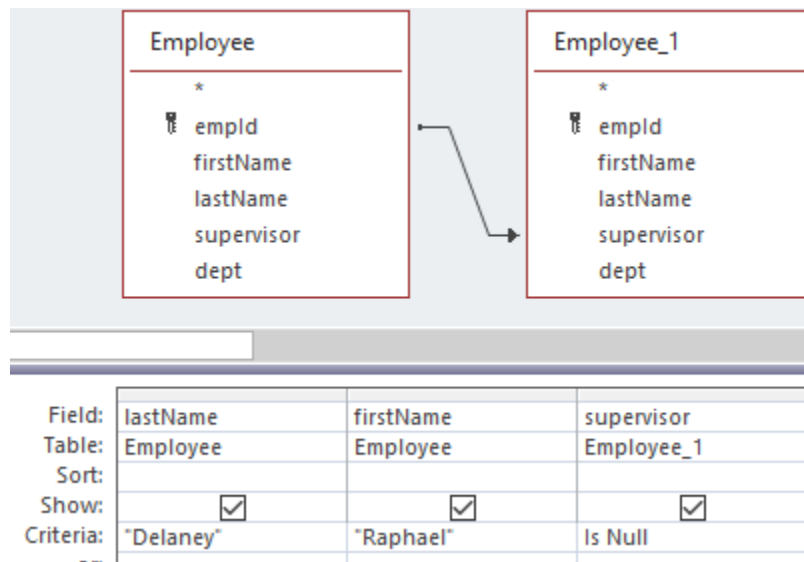 Employee Employee_1
* *
empId empId
firstName firstName
lastName lastName
supervisor supervisor
dept dept
Field: lastName firstName supervisor
Table: Employee Employee Employee_1
Sort:
Show:
Criteria: "Delaney" "Raphael" Is Null